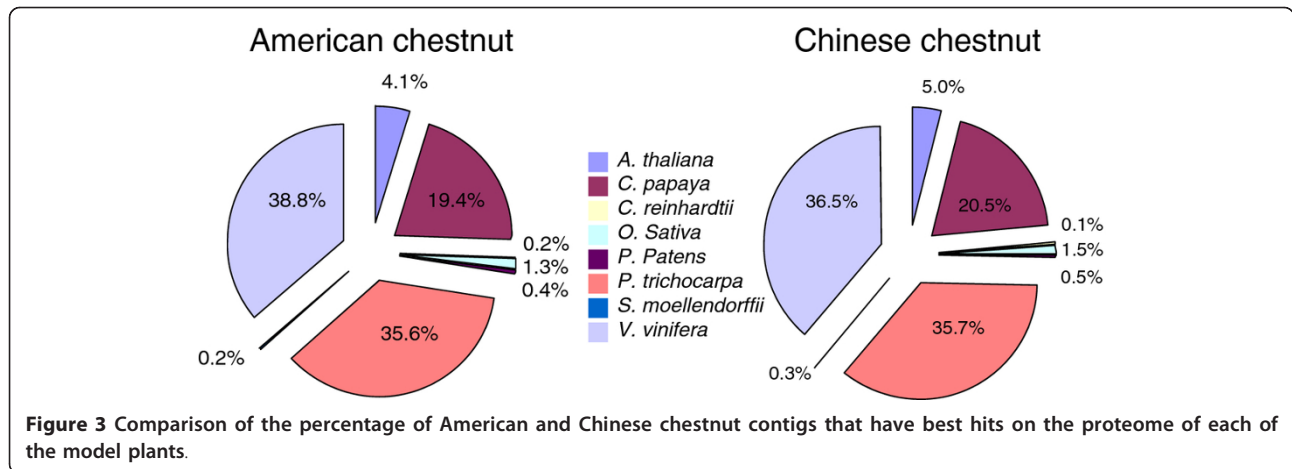 American chestnut
4.1%
38.8%
19.4%
0.2%
1.3%
0.4%
35.6%
0.2%
A. thaliana
C. papaya
C. reinhardtii
O. Sativa
P. Patens
P. trichocarpa
S. moellendorffii
V. vinifera
Chinese chestnut
5.0%
36.5%
20.5%
0.1%
1.5%
0.5%
35.7%
0.3%
Figure 3 Comparison of the percentage of American and Chinese chestnut contigs that have best hits on the proteome of each of
the model plants.